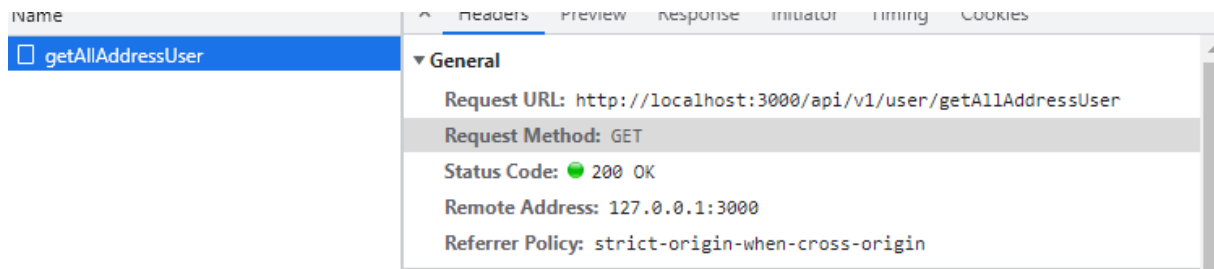 Name
Headers Preview Response Initiator Timing Cookies
getAllAddressUser
General
Request URL: http://localhost:3000/api/v1/user/getAllAddressUser
Request Method: GET
Status Code: 200 OK
Remote Address: 127.0.0.1:3000
Referrer Policy: strict-origin-when-cross-origin